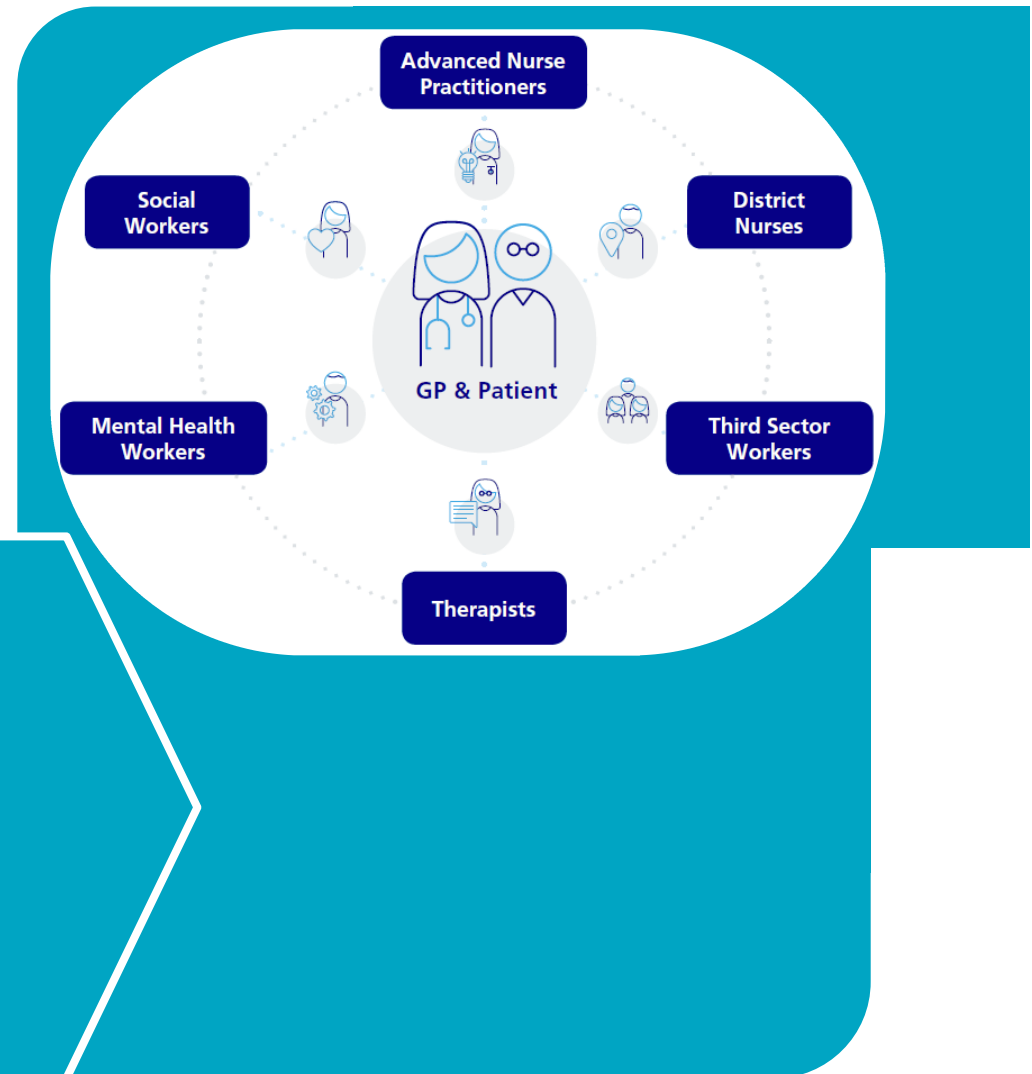 Advanced Nurse
Practitioners
Social
Workers
District
Nurses
GP & Patient
Mental Health
Workers
Third Sector
Workers
Therapists